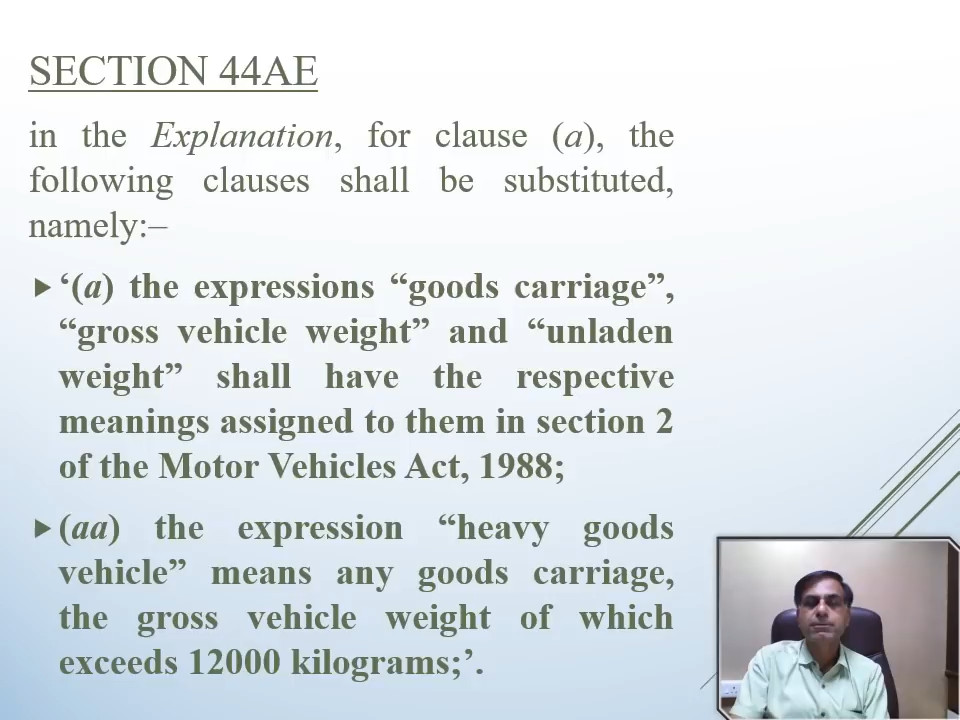 SECTION 44AE
in the Explanation, for clause (a), the
following clauses shall be substituted,
namely:–
‘(a) the expressions “goods carriage”,
“gross vehicle weight” and “unladen
weight” shall have the respective
meanings assigned to them in section 2
of the Motor Vehicles Act, 1988;
(aa) the expression “heavy goods
vehicle” means any goods carriage,
the gross vehicle weight of which
exceeds 12000 kilograms;’.